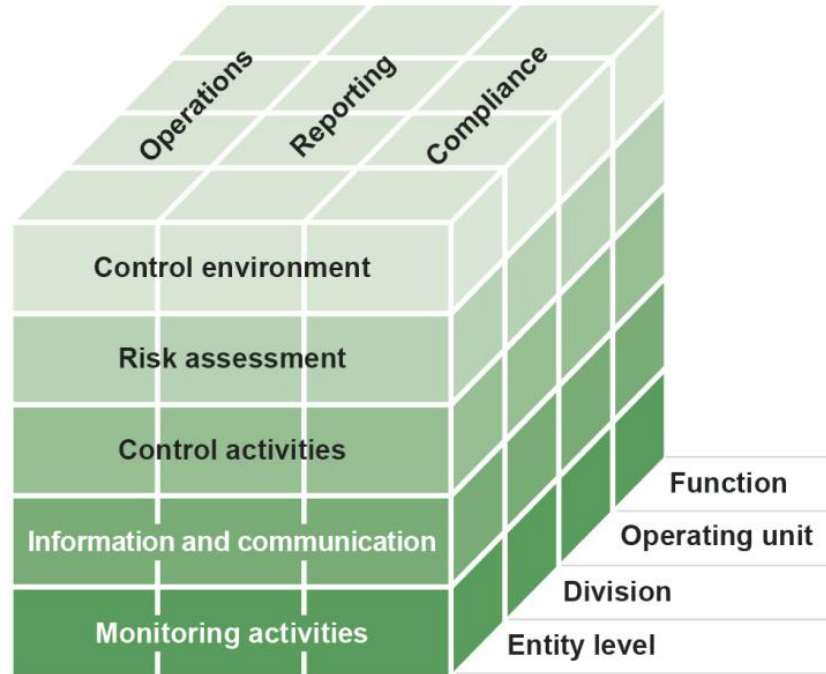 Operations
Reporting
Compliance
Control environment
Risk assessment
Control activities
Information and communication
Monitoring activities
Function
Operating unit
Division
Entity level